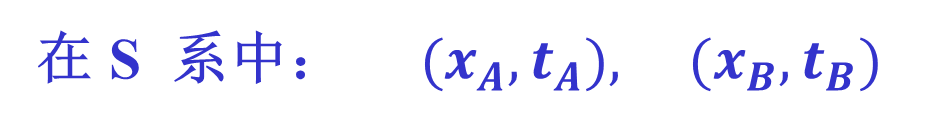 在 S 系中： (x_A, t_A), (x_B, t_B)